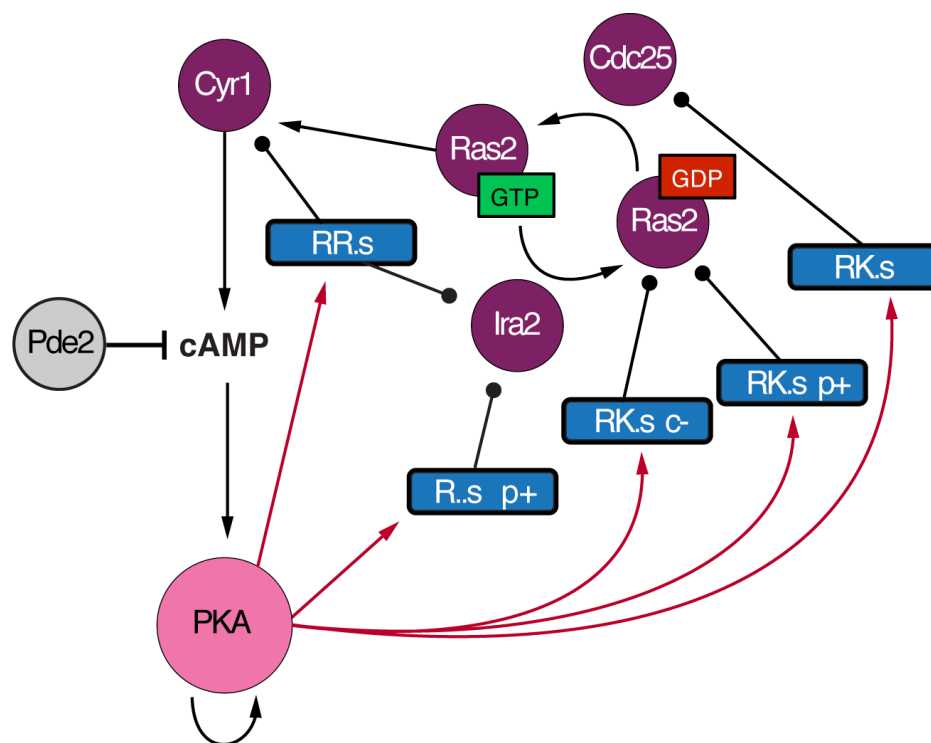 Cdc25
Cyr1
Ras2
GTP
GDP
Ras2
RR.s
RK.s
Ira2
Pde2
cAMP
RK.s p+
RK.s c-
R..s p+
PKA